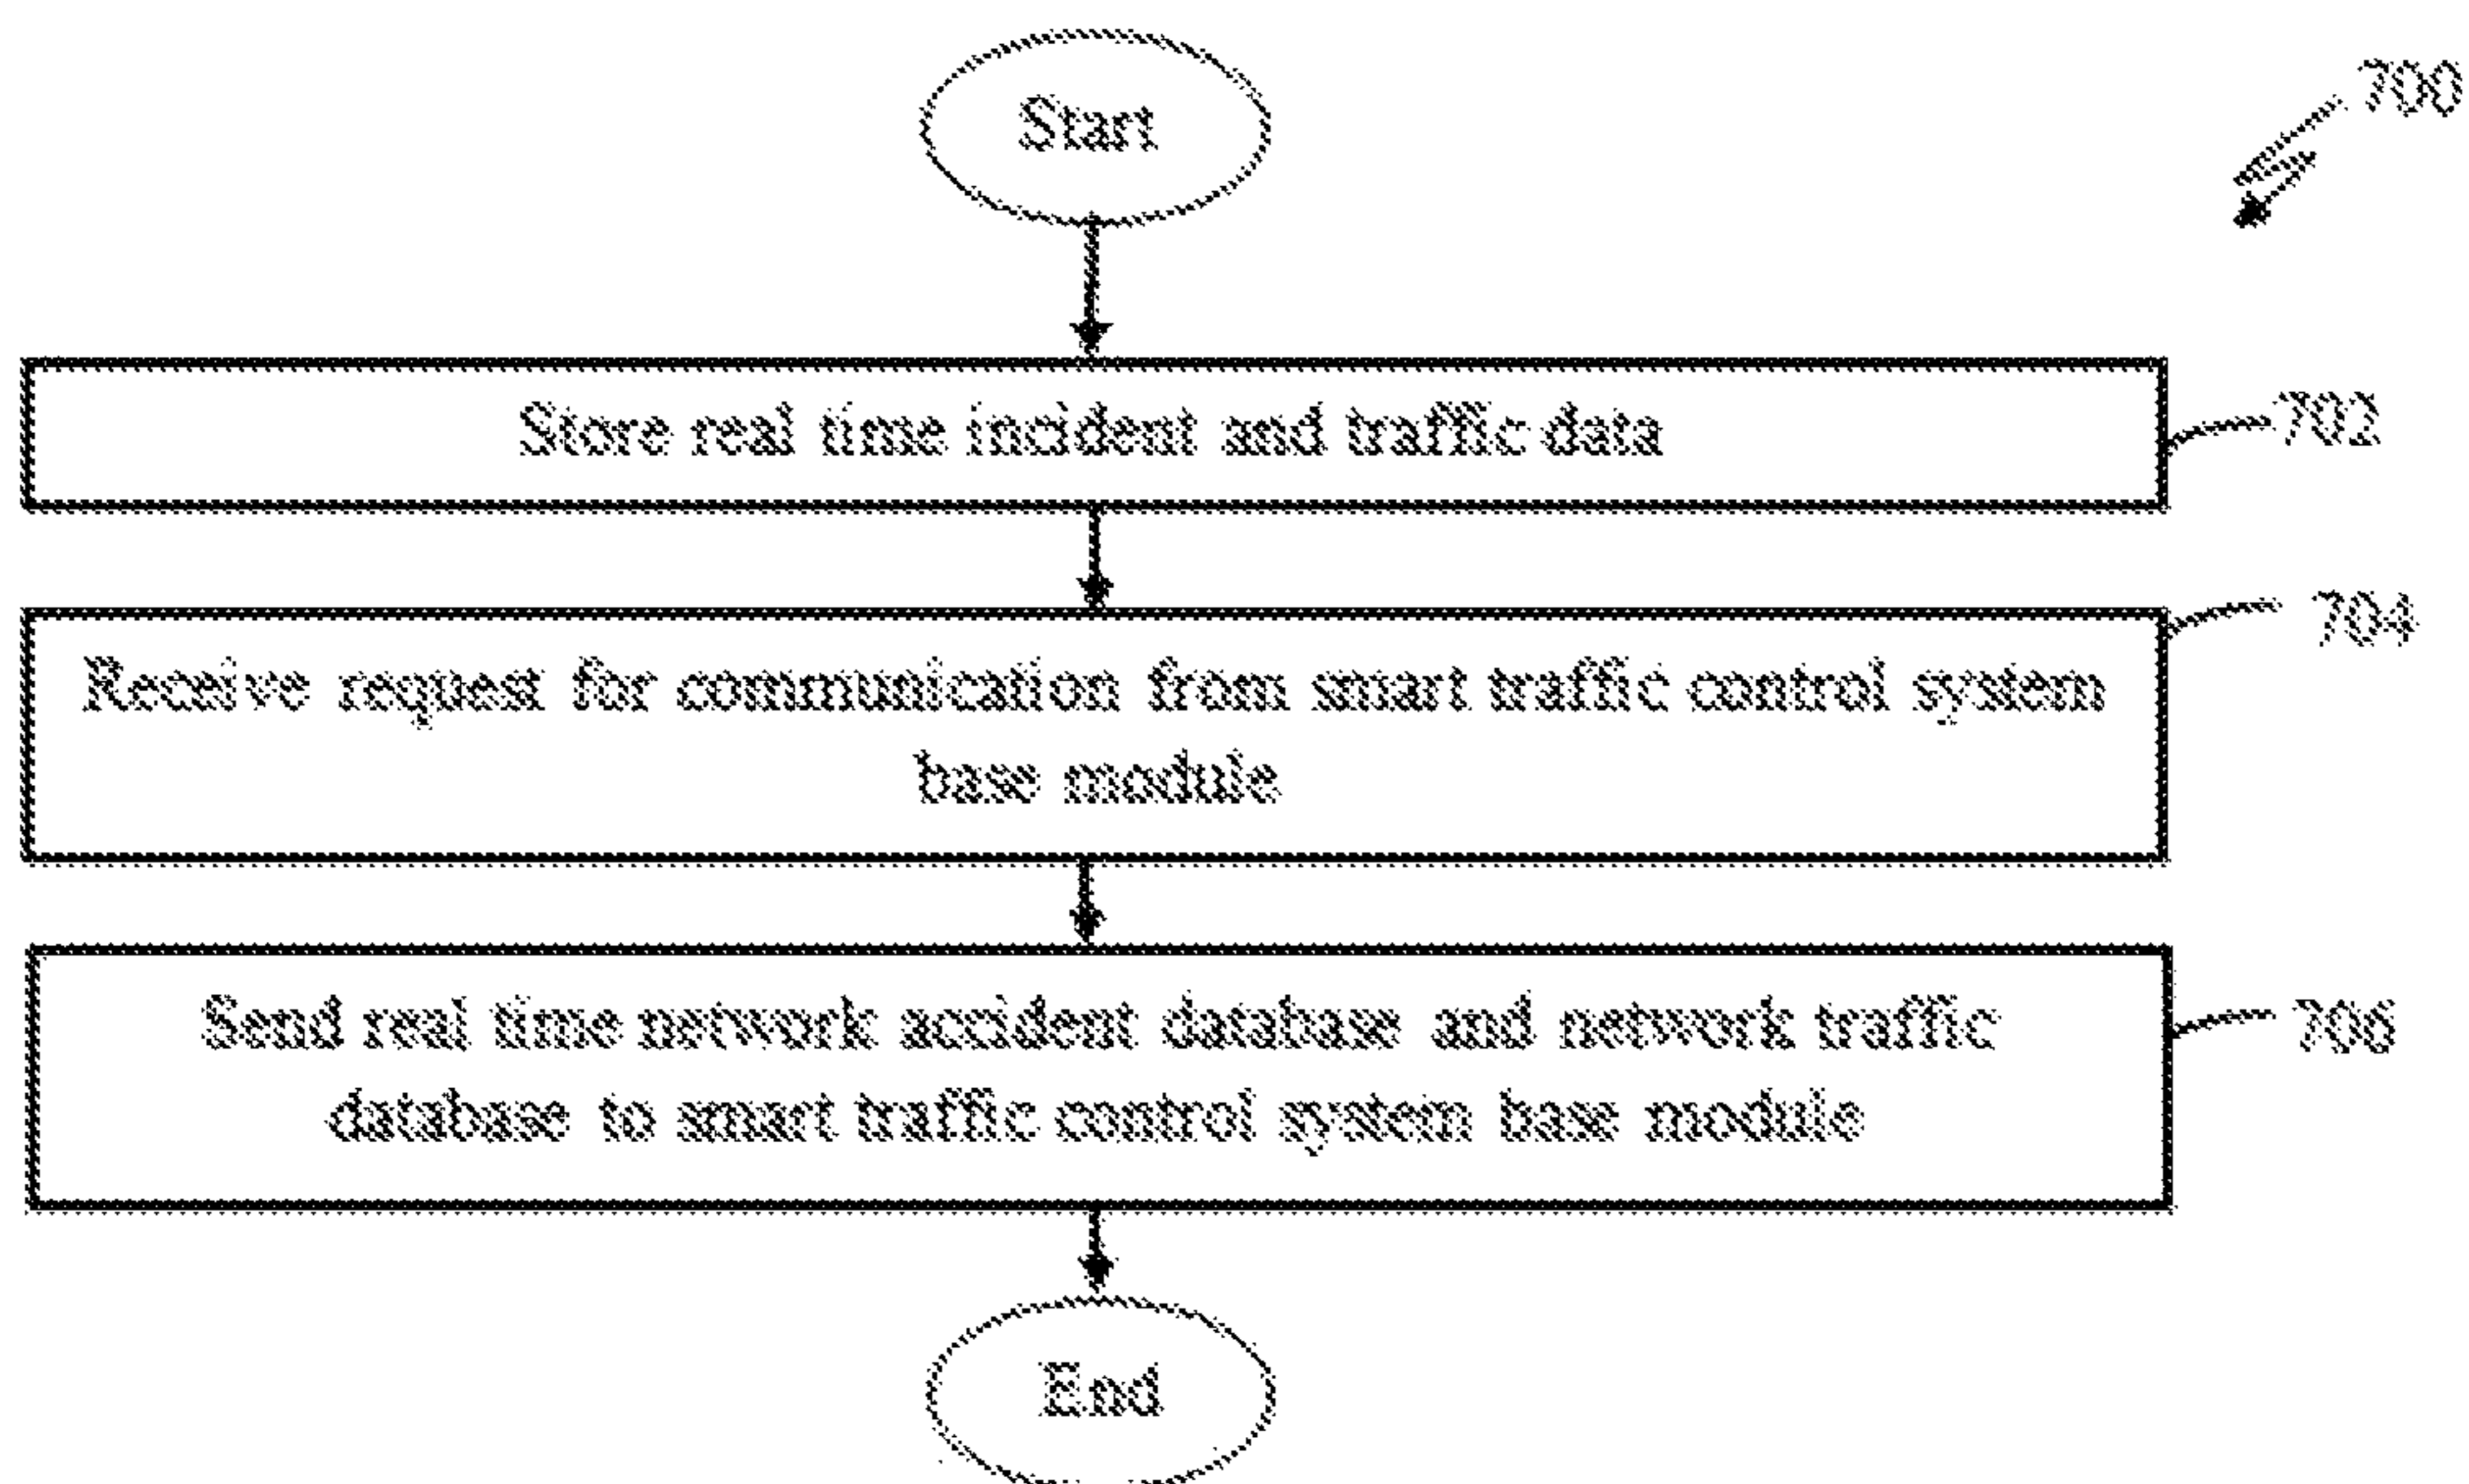 Start
700
Store real time incident and traffic data
702
Receive request for communication from smart traffic control system
base module
704
Send real time network accident database and network traffic
database to smart traffic control system base module
706
End